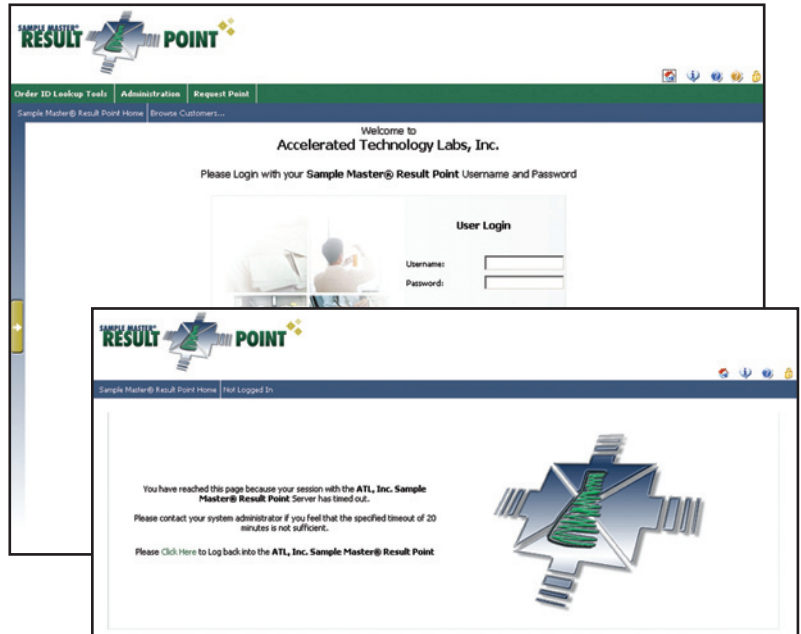 SAMPLE MASTER®
RESULT POINT
Order ID Lookup Tools Administration Request Point
Sample Master® Result Point Home Browse Customers...
Welcome to
Accelerated Technology Labs, Inc.
Please Login with your Sample Master® Result Point Username and Password
User Login
Username:
Password:
SAMPLE MASTER®
RESULT POINT
Sample Master® Result Point Home Not Logged In
You have reached this page because your session with the ATL, Inc. Sample
Master® Result Point Server has timed out.
Please contact your system administrator if you feel that the specified timeout of 20
minutes is not sufficient.
Please Click Here to Log back into the ATL, Inc. Sample Master® Result Point